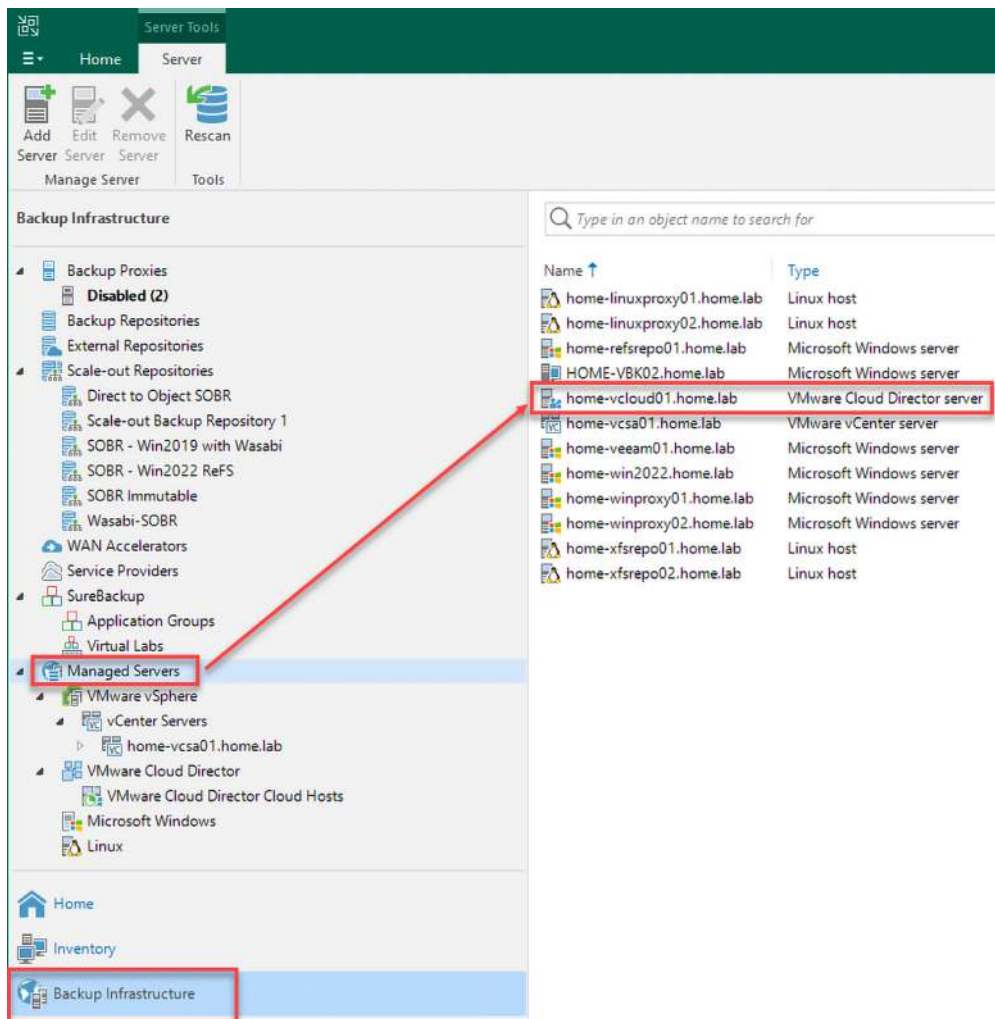 Server Tools
Home Server
Add Server
Edit Server
Remove Server
Rescan
Manage Server
Tools
Backup Infrastructure
Backup Proxies
Disabled (2)
Backup Repositories
External Repositories
Scale-out Repositories
Direct to Object SOBR
Scale-out Backup Repository 1
SOBR - Win2019 with Wasabi
SOBR - Win2022 ReFS
SOBR Immutable
Wasabi-SOBR
WAN Accelerators
Service Providers
SureBackup
Application Groups
Virtual Labs
Managed Servers
VMware vSphere
vCenter Servers
home-vcsa01.home.lab
VMware Cloud Director
VMware Cloud Director Cloud Hosts
Microsoft Windows
Linux
Home
Inventory
Backup Infrastructure
Type in an object name to search for
Name Type
home-linuxproxy01.home.lab Linux host
home-linuxproxy02.home.lab Linux host
home-refsrepo01.home.lab Microsoft Windows server
HOME-VBK02.home.lab Microsoft Windows server
home-vcloud01.home.lab VMware Cloud Director server
home-vcsa01.home.lab VMware vCenter server
home-veeam01.home.lab Microsoft Windows server
home-win2022.home.lab Microsoft Windows server
home-winproxy01.home.lab Microsoft Windows server
home-winproxy02.home.lab Microsoft Windows server
home-xfsrepo01.home.lab Linux host
home-xfsrepo02.home.lab Linux host